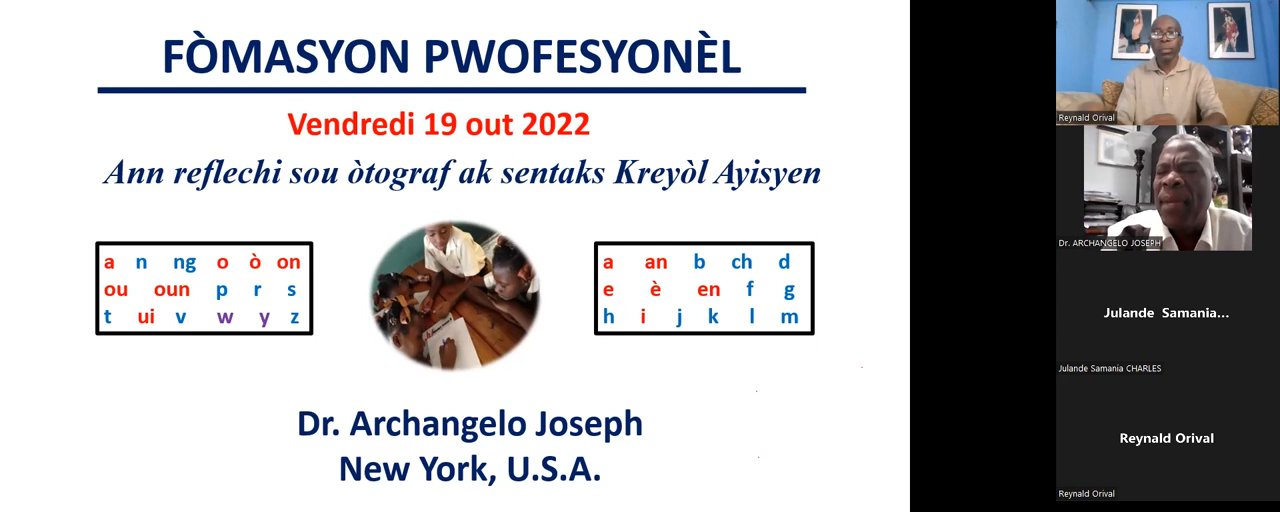 FÒMASYON PWOFESYONÈL
Vendredi 19 out 2022
Ann reflechi sou òtograf ak sentaks Kreyòl Ayisyen
a n ng o ò on
ou oun p r s
t ui v w y z
a an b ch d
e è en f g
h i j k l m
Dr. Archangelo Joseph
New York, U.S.A.
Reynald Orival
Dr. ARCHANGELO JOSEPH
Julande Samania...
Julande Samania CHARLES
Reynald Orival
Reynald Orival